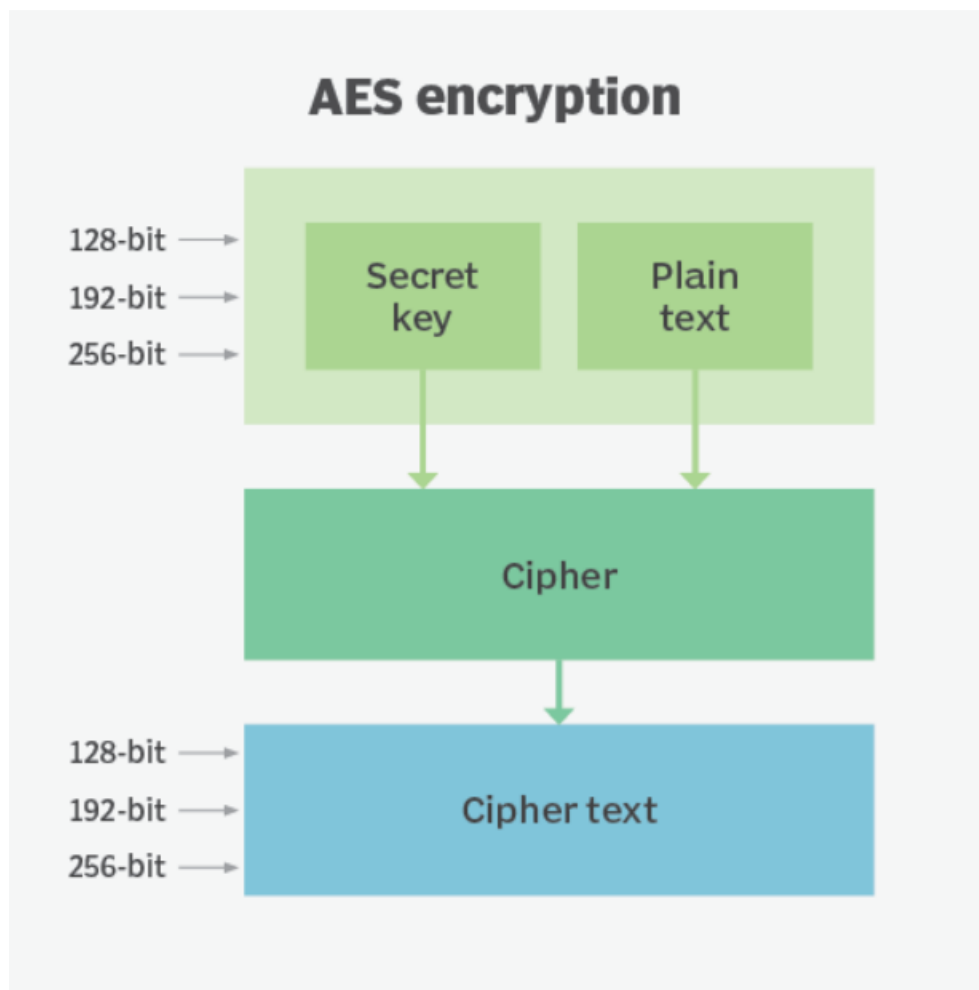 AES encryption
128-bit
192-bit
256-bit
Secret
key
Plain
text
Cipher
128-bit
192-bit
256-bit
Cipher text